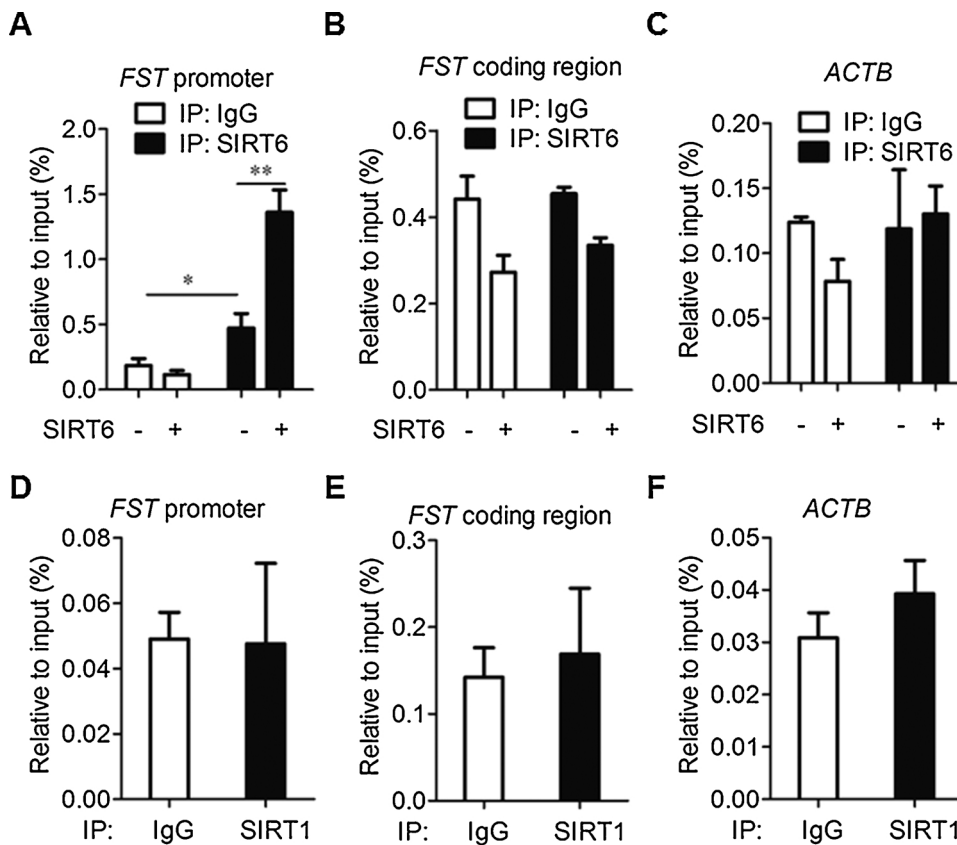 A
FST promoter
IP: IgG
IP: SIRT6
Relative to input (%)
2.0
1.5
1.0
0.5
0.0
*
**
SIRT6 - + - +
B
FST coding region
IP: IgG
IP: SIRT6
Relative to input (%)
0.6
0.4
0.2
0.0
SIRT6 - + - +
C
ACTB
IP: IgG
IP: SIRT6
Relative to input (%)
0.20
0.15
0.10
0.05
0.00
SIRT6 - + - +
D
FST promoter
Relative to input (%)
0.08
0.06
0.04
0.02
0.00
IP: IgG SIRT1
E
FST coding region
Relative to input (%)
0.3
0.2
0.1
0.0
IP: IgG SIRT1
F
ACTB
Relative to input (%)
0.05
0.04
0.03
0.02
0.01
0.00
IP: IgG SIRT1